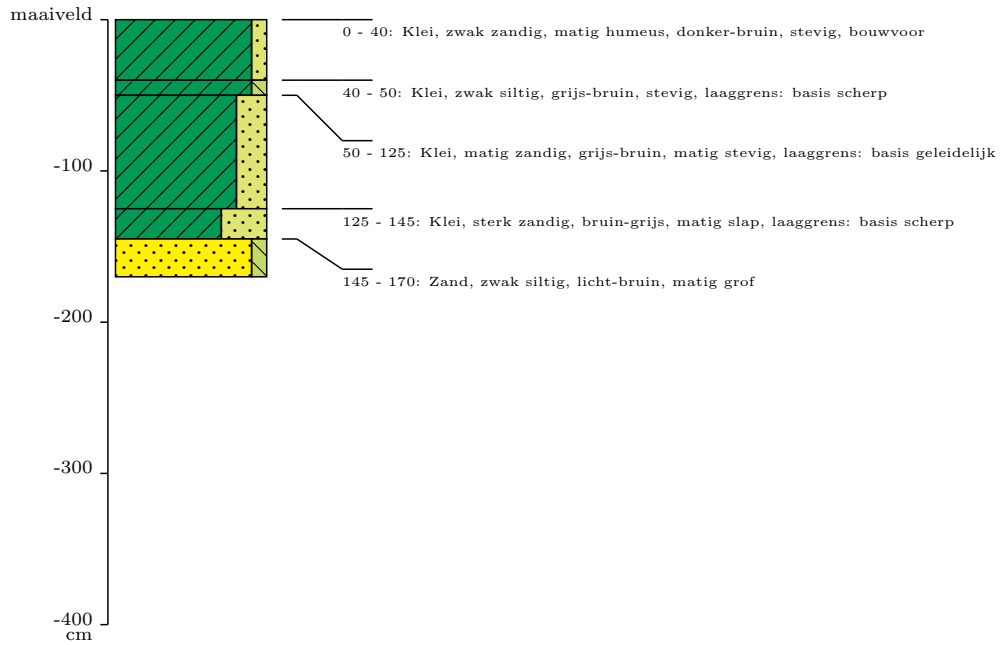 maaiveld
0 - 40: Klei, zwak zandig, matig humeus, donker-bruin, stevig, bouwvoor
40 - 50: Klei, zwak siltig, grijs-bruin, stevig, laaggrens: basis scherp
50 - 125: Klei, matig zandig, grijs-bruin, matig stevig, laaggrens: basis geleidelijk
-100
125 - 145: Klei, sterk zandig, bruin-grijs, matig slap, laaggrens: basis scherp
145 - 170: Zand, zwak siltig, licht-bruin, matig grof
-200
-300
-400
cm